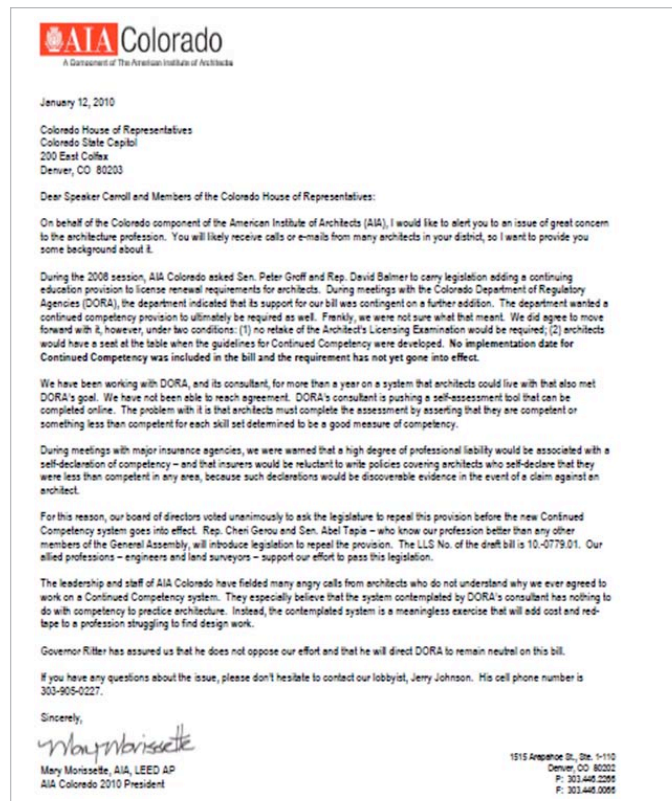 AIA Colorado
A Component of The American Institute of Architects
January 12, 2010
Colorado House of Representatives
Colorado State Capitol
200 East Colfax
Denver, CO 80203
Dear Speaker Carroll and Members of the Colorado House of Representatives:
On behalf of the Colorado component of the American Institute of Architects (AIA), I would like to alert you to an issue of great concern
to the architecture profession. You will likely receive calls or e-mails from many architects in your district, so I want to provide you
some background about it.
During the 2008 session, AIA Colorado asked Sen. Peter Groff and Rep. David Balmer to carry legislation adding a continuing
education provision to license renewal requirements for architects. During meetings with the Colorado Department of Regulatory
Agencies (DORA), the department indicated that its support for our bill was contingent on a further addition. The department wanted a
continued competency provision to ultimately be required as well. Frankly, we were not sure what that meant. We did agree to move
forward with it, however, under two conditions: (1) no retake of the Architect's Licensing Examination would be required; (2) architects
would have a seat at the table when the guidelines for Continued Competency were developed. No implementation date for
Continued Competency was included in the bill and the requirement has not yet gone into effect.
We have been working with DORA, and its consultant, for more than a year on a system that architects could live with that also met
DORA's goal. We have not been able to reach agreement. DORA's consultant is pushing a self-assessment tool that can be
completed online. The problem with it is that architects must complete the assessment by asserting that they are competent or
something less than competent for each skill set determined to be a good measure of competency.
During meetings with major insurance agencies, we were warned that a high degree of professional liability would be associated with a
self-declaration of competency – and that insurers would be reluctant to write policies covering architects who self-declare that they
were less than competent in any area, because such declarations would be discoverable evidence in the event of a claim against an
architect.
For this reason, our board of directors voted unanimously to ask the legislature to repeal this provision before the new Continued
Competency system goes into effect. Rep. Cheri Gerou and Sen. Abel Tapia – who know our profession better than any other
members of the General Assembly, will introduce legislation to repeal the provision. The LLS No. of the draft bill is 10.-0779.01. Our
allied professions – engineers and land surveyors – support our effort to pass this legislation.
The leadership and staff of AIA Colorado have fielded many angry calls from architects who do not understand why we ever agreed to
work on a Continued Competency system. They especially believe that the system contemplated by DORA's consultant has nothing to
do with competency to practice architecture. Instead, the contemplated system is a meaningless exercise that will add cost and red-
tape to a profession struggling to find design work.
Governor Ritter has assured us that he does not oppose our effort and that he will direct DORA to remain neutral on this bill.
If you have any questions about the issue, please don't hesitate to contact our lobbyist, Jerry Johnson. His cell phone number is
303-905-0227.
Sincerely,
Mary Morissette
Mary Morissette, AIA, LEED AP
AIA Colorado 2010 President
1515 Arapahoe St., Ste. 1-110
Denver, CO 80202
P: 303.446.2266
F: 303.446.0066